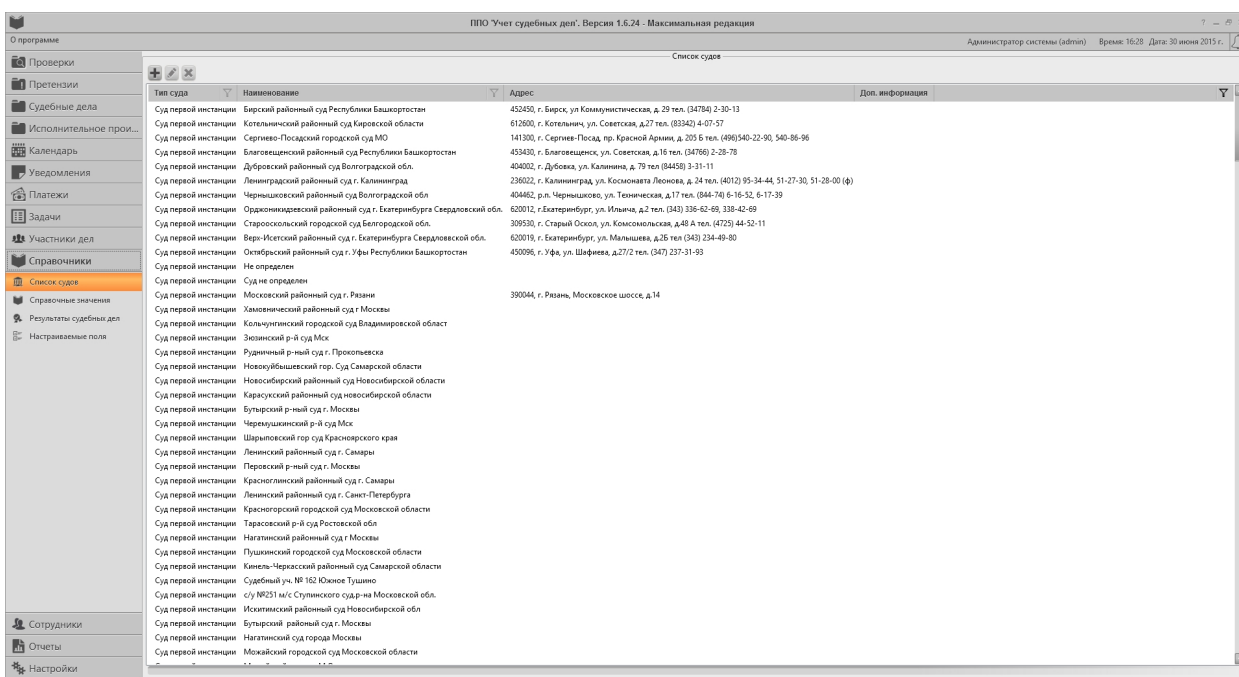 ППО 'Учет судебных дел'. Версия 1.6.24 - Максимальная редакция
О программе
Администратор системы (admin) Время: 16:28 Дата: 30 июня 2015 г.
Проверки
Претензии
Судебные дела
Исполнительное прои...
Календарь
Уведомления
Платежи
Задачи
Участники дел
Справочники
Список судов
Справочные значения
Результаты судебных дел
Настраиваемые поля
Сотрудники
Отчеты
Настройки
Список судов
Тип суда Наименование Адрес Доп. информация
Суд первой инстанции Бирский районный суд Республики Башкортостан 452450, г. Бирск, ул Коммунистическая, д. 29 тел. (34784) 2-30-13
Суд первой инстанции Котельничский районный суд Кировской области 612600, г. Котельнич, ул. Советская, д.27 тел. (83342) 4-07-57
Суд первой инстанции Сергиево-Посадский городской суд МО 141300, г. Сергиев-Посад, пр. Красной Армии, д. 205 Б тел. (496)540-22-90, 540-86-96
Суд первой инстанции Благовещенский районный суд Республики Башкортостан 453430, г. Благовещенск, ул. Советская, д.16 тел. (34766) 2-28-78
Суд первой инстанции Дубровский районный суд Волгоградской обл. 404002, г. Дубовка, ул. Калинина, д. 79 тел (84458) 3-31-11
Суд первой инстанции Ленинградский районный суд г. Калининград 236022, г. Калининград, ул. Космонавта Леонова, д. 24 тел. (4012) 95-34-44, 51-27-30, 51-28-00 (ф)
Суд первой инстанции Чернышковский районный суд Волгоградской обл 404462, р.п. Чернышково, ул. Техническая, д.17 тел. (844-74) 6-16-52, 6-17-39
Суд первой инстанции Орджоникидзевский районный суд г. Екатеринбурга Свердловский обл. 620012, г.Екатеринбург, ул. Ильича, д.2 тел. (343) 336-62-69, 338-42-69
Суд первой инстанции Старооскольский городской суд Белгородской обл. 309530, г. Старый Оскол, ул. Комсомольская, д.48 А тел. (4725) 44-52-11
Суд первой инстанции Верх-Исетский районный суд г. Екатеринбурга Свердловвской обл. 620019, г. Екатеринбург, ул. Малышева, д.2Б тел (343) 234-49-80
Суд первой инстанции Октябрьский районный суд г. Уфы Республики Башкортостан 450096, г. Уфа, ул. Шафиева, д.27/2 тел. (347) 237-31-93
Суд первой инстанции Не определен
Суд первой инстанции Суд не определен
Суд первой инстанции Московский районный суд г. Рязани 390044, г. Рязань, Московское шоссе, д.14
Суд первой инстанции Хамовнический районный суд г Москвы
Суд первой инстанции Кольчунгинский городской суд Владимировской област
Суд первой инстанции Зюзинский р-й суд Мск
Суд первой инстанции Рудничный р-ный суд г. Прокопьевска
Суд первой инстанции Новокуйбышевский гор. Суд Самарской области
Суд первой инстанции Новосибирский районный суд Новосибирской области
Суд первой инстанции Карасукский районный суд новосибирской области
Суд первой инстанции Бутырский р-ный суд г. Москвы
Суд первой инстанции Черемушкинский р-й суд Мск
Суд первой инстанции Шарыповский гор суд Красноярского края
Суд первой инстанции Ленинский районный суд г. Самары
Суд первой инстанции Перовский р-ный суд г. Москвы
Суд первой инстанции Красноглинский районный суд г. Самары
Суд первой инстанции Ленинский районный суд г. Санкт-Петербурга
Суд первой инстанции Красногорский городской суд Московской области
Суд первой инстанции Тарасовский р-й суд Ростовской обл
Суд первой инстанции Нагатинский районный суд г Москвы
Суд первой инстанции Пушкинский городской суд Московской области
Суд первой инстанции Кинель-Черкасский районный суд Самарской области
Суд первой инстанции Судебный уч. № 162 Южное Тушино
Суд первой инстанции с/у №251 м/с Ступинского суд.р-на Московской обл.
Суд первой инстанции Искитимский районный суд Новосибирской обл
Суд первой инстанции Бутырский районый суд г. Москвы
Суд первой инстанции Нагатинский суд города Москвы
Суд первой инстанции Можайский городской суд Московской области